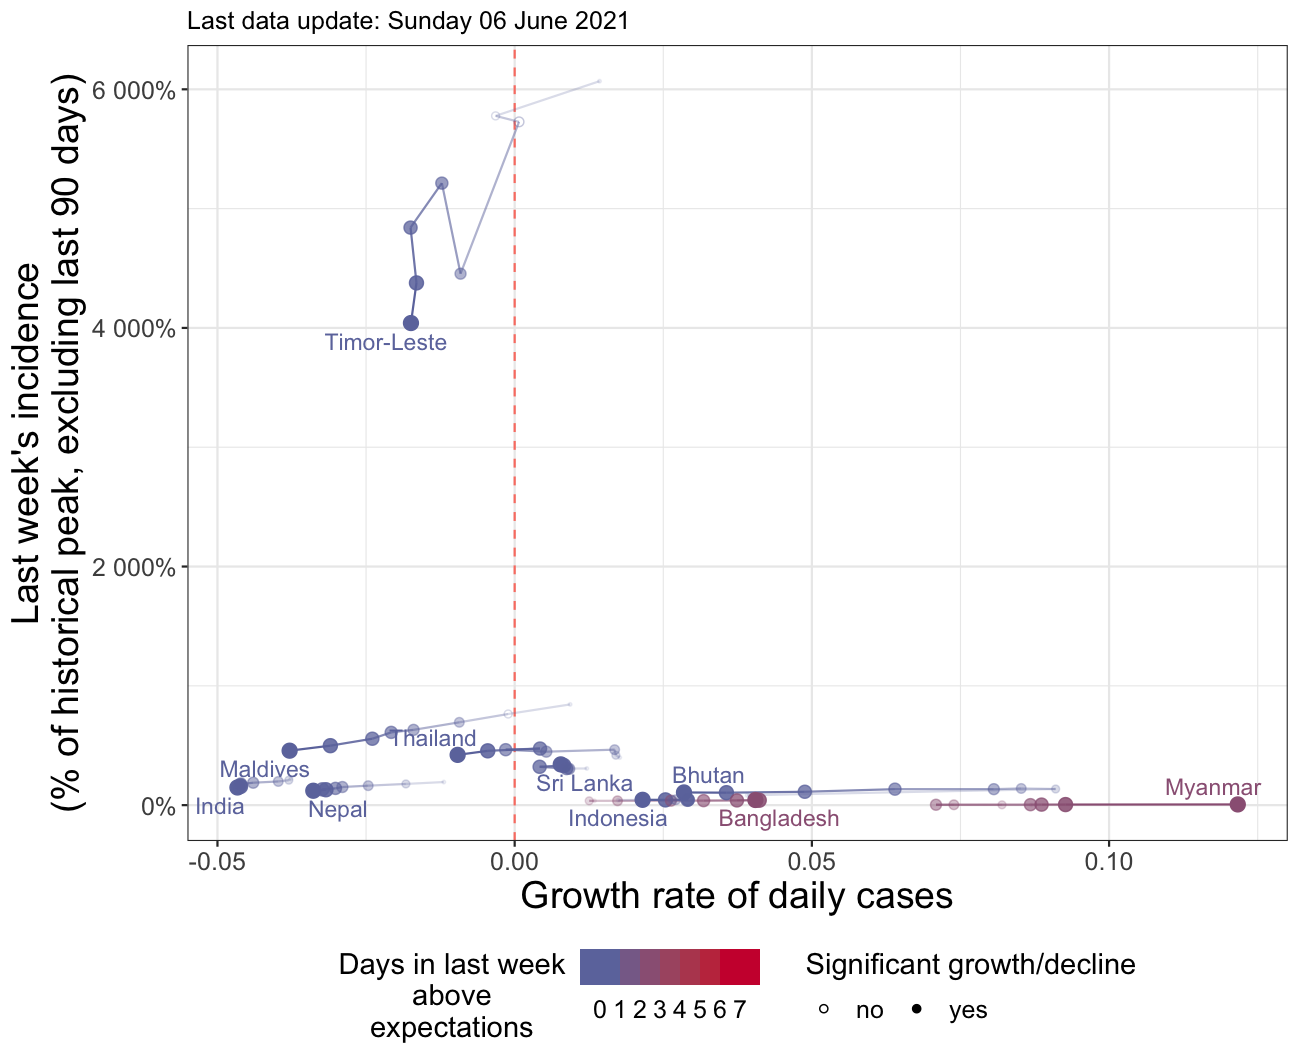 Last data update: Sunday 06 June 2021
Last week's incidence
(% of historical peak, excluding last 90 days)
6 000%
4 000%
2 000%
0%
Timor-Leste
Thailand
Maldives
India
Nepal
Sri Lanka
Indonesia
Bhutan
Bangladesh
Myanmar
-0.05
0.00
0.05
0.10
Growth rate of daily cases
Days in last week
above
expectations
0 1 2 3 4 5 6 7
Significant growth/decline
no
yes